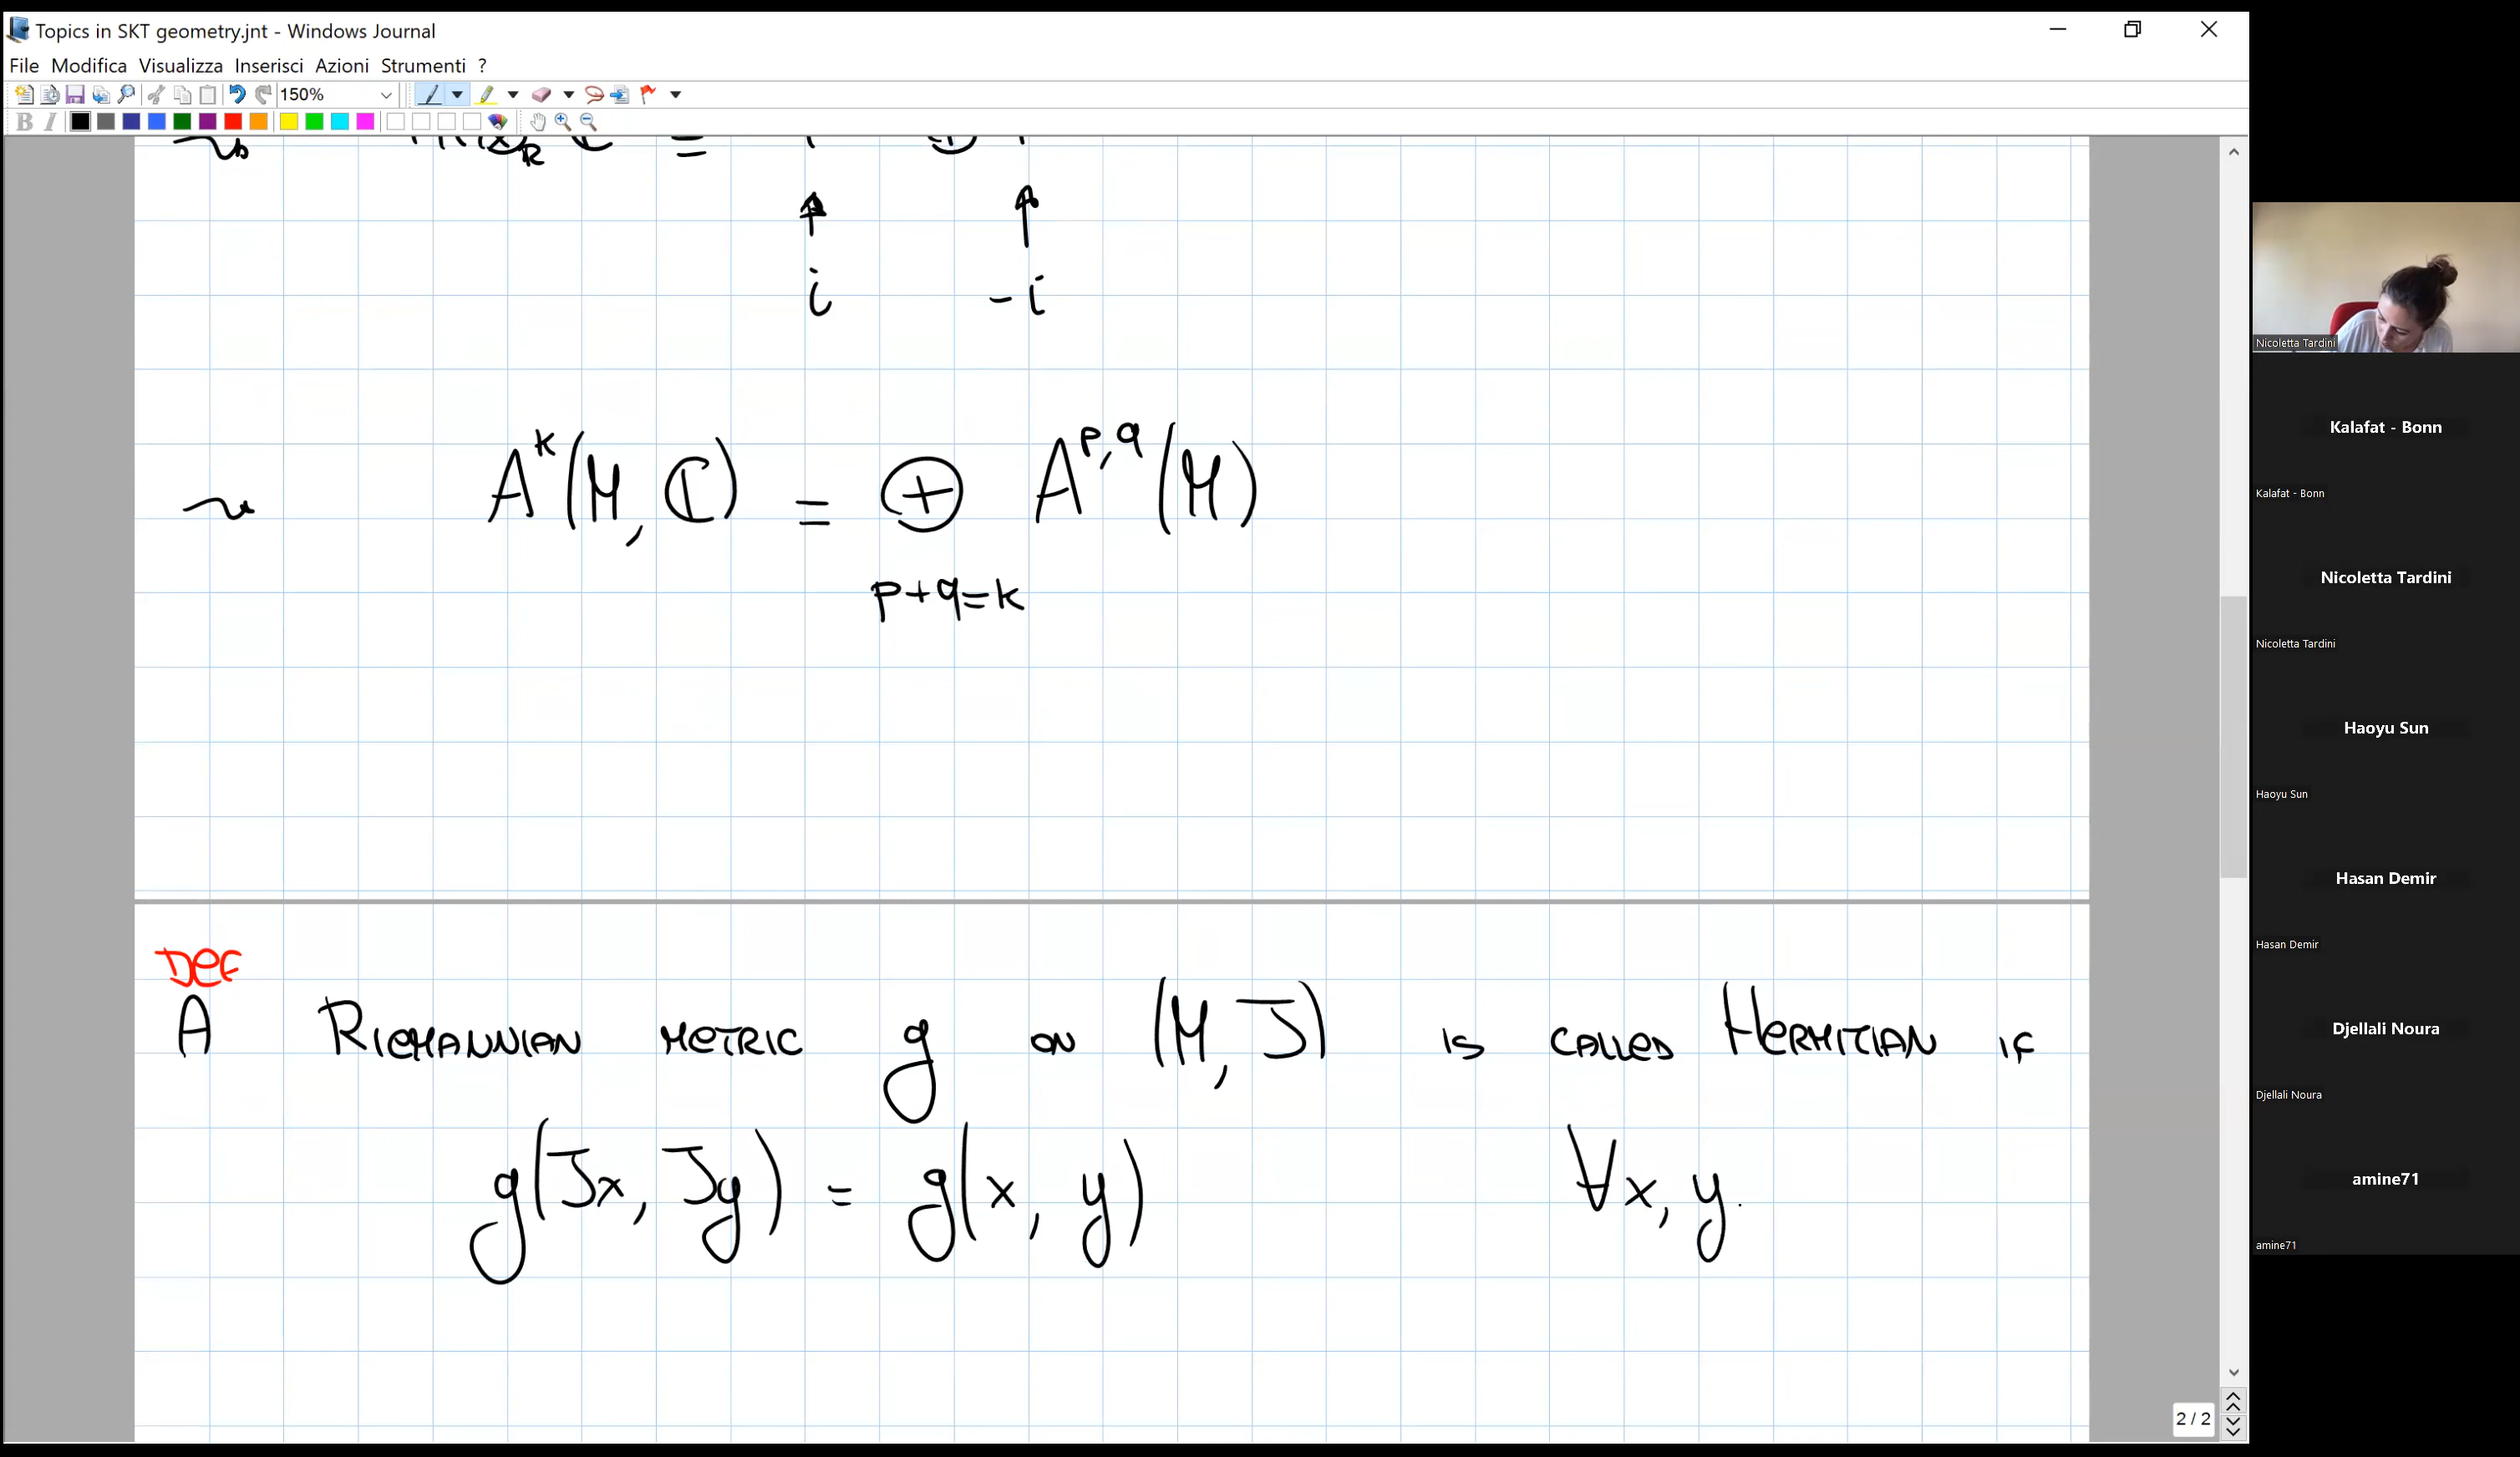 Topics in SKT geometry.jnt - Windows Journal
File Modifica Visualizza Inserisci Azioni Strumenti ?
150%
B I
i -i
A^k(M, ℂ) = ⊕ A^{p,q}(M)
p+q=k
Def
A Riemannian metric g on (M, J) is called Hermitian if
g(Jx, Jy) = g(x, y) ∀x, y.
2 / 2
Nicoletta Tardini
Kalafat - Bonn
Kalafat - Bonn
Nicoletta Tardini
Nicoletta Tardini
Haoyu Sun
Haoyu Sun
Hasan Demir
Hasan Demir
Djellali Noura
Djellali Noura
amine71
amine71